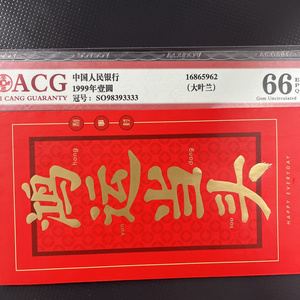 ACG
I CANG GUARANTY
中国人民银行
1999年壹圆
冠号：SO98393333
16865962
(大叶兰)
66
Gem Uncirculated
鸿运当头
hong
yun
dang
tou
HAPPY EVERYDAY